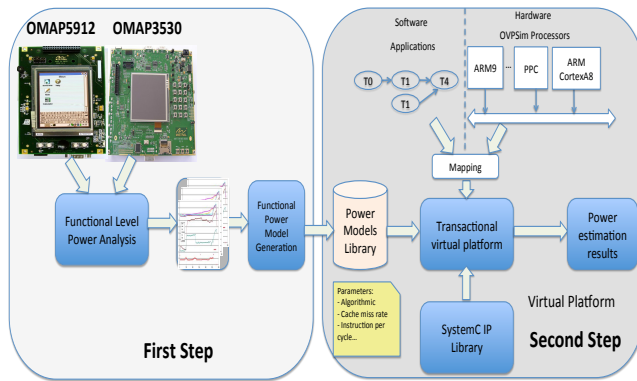 OMAP5912
OMAP3530
Functional Level
Power Analysis
Functional
Power
Model
Generation
First Step
Software
Applications
Hardware
OVPSim Processors
T0
T1
T4
T1
ARM9
...
PPC
ARM
CortexA8
Mapping
Power
Models
Library
Transactional
virtual platform
Power
estimation
results
Parameters:
- Algorithmic
- Cache miss rate
- Instruction per
cycle...
SystemC IP
Library
Virtual Platform
Second Step